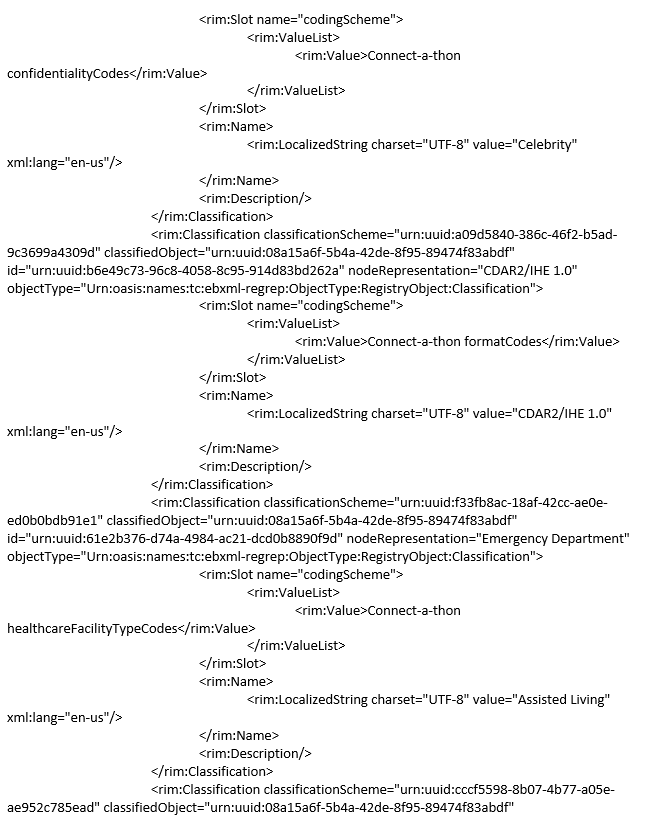 <rim:Slot name="codingScheme">
<rim:ValueList>
<rim:Value>Connect-a-thon
confidentialityCodes</rim:Value>
</rim:ValueList>
</rim:Slot>
<rim:Name>
<rim:LocalizedString charset="UTF-8" value="Celebrity"
xml:lang="en-us"/>
</rim:Name>
<rim:Description/>
</rim:Classification>
<rim:Classification classificationScheme="urn:uuid:a09d5840-386c-46f2-b5ad-
9c3699a4309d" classifiedObject="urn:uuid:08a15a6f-5b4a-42de-8f95-89474f83abdf"
id="urn:uuid:b6e49c73-96c8-4058-8c95-914d83bd262a" nodeRepresentation="CDAR2/IHE 1.0"
objectType="Urn:oasis:names:tc:ebxml-regrep:ObjectType:RegistryObject:Classification">
<rim:Slot name="codingScheme">
<rim:ValueList>
<rim:Value>Connect-a-thon formatCodes</rim:Value>
</rim:ValueList>
</rim:Slot>
<rim:Name>
<rim:LocalizedString charset="UTF-8" value="CDAR2/IHE 1.0"
xml:lang="en-us"/>
</rim:Name>
<rim:Description/>
</rim:Classification>
<rim:Classification classificationScheme="urn:uuid:f33fb8ac-18af-42cc-ae0e-
ed0b0bdb91e1" classifiedObject="urn:uuid:08a15a6f-5b4a-42de-8f95-89474f83abdf"
id="urn:uuid:61e2b376-d74a-4984-ac21-dcd0b8890f9d" nodeRepresentation="Emergency Department"
objectType="Urn:oasis:names:tc:ebxml-regrep:ObjectType:RegistryObject:Classification">
<rim:Slot name="codingScheme">
<rim:ValueList>
<rim:Value>Connect-a-thon
healthcareFacilityTypeCodes</rim:Value>
</rim:ValueList>
</rim:Slot>
<rim:Name>
<rim:LocalizedString charset="UTF-8" value="Assisted Living"
xml:lang="en-us"/>
</rim:Name>
<rim:Description/>
</rim:Classification>
<rim:Classification classificationScheme="urn:uuid:cccf5598-8b07-4b77-a05e-
ae952c785ead" classifiedObject="urn:uuid:08a15a6f-5b4a-42de-8f95-89474f83abdf"